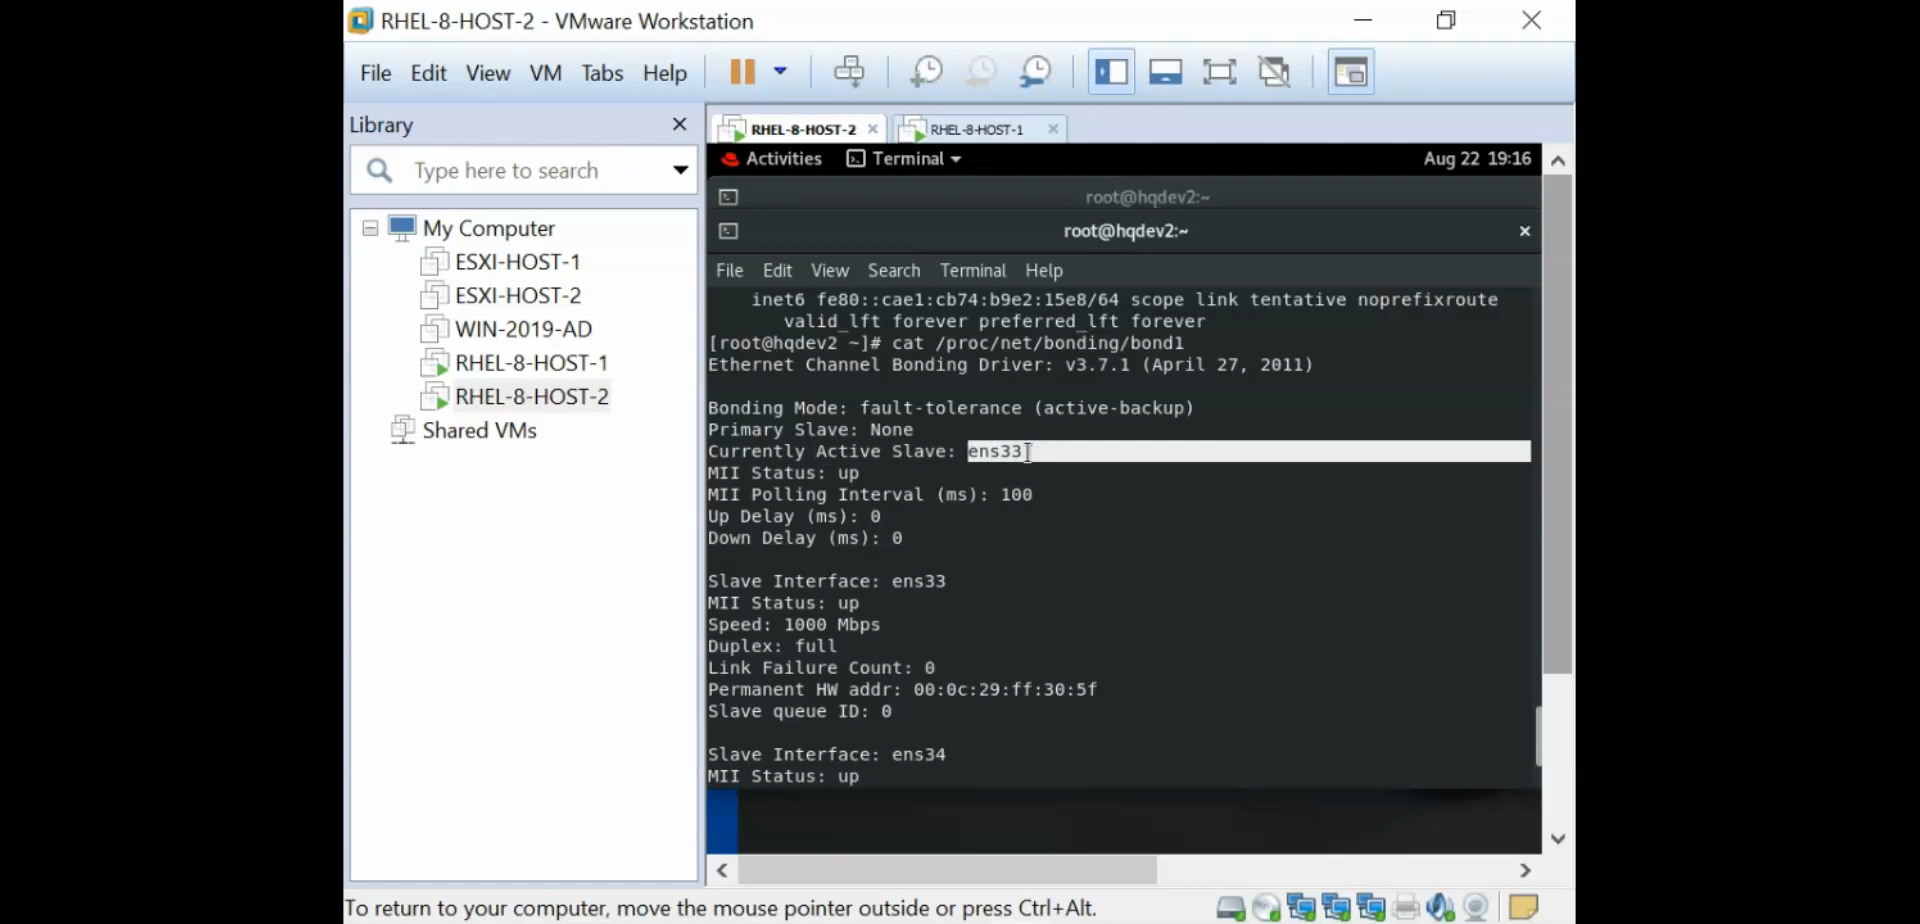 RHEL-8-HOST-2 - VMware Workstation
File Edit View VM Tabs Help
Library
Type here to search
My Computer
ESXI-HOST-1
ESXI-HOST-2
WIN-2019-AD
RHEL-8-HOST-1
RHEL-8-HOST-2
Shared VMs
RHEL-8-HOST-2 RHEL-8-HOST-1
Activities Terminal Aug 22 19:16
root@hqdev2:~
root@hqdev2:~
File Edit View Search Terminal Help
inet6 fe80::cae1:cb74:b9e2:15e8/64 scope link tentative noprefixroute
valid_lft forever preferred_lft forever
[root@hqdev2 ~]# cat /proc/net/bonding/bond1
Ethernet Channel Bonding Driver: v3.7.1 (April 27, 2011)
Bonding Mode: fault-tolerance (active-backup)
Primary Slave: None
Currently Active Slave: ens33
MII Status: up
MII Polling Interval (ms): 100
Up Delay (ms): 0
Down Delay (ms): 0
Slave Interface: ens33
MII Status: up
Speed: 1000 Mbps
Duplex: full
Link Failure Count: 0
Permanent HW addr: 00:0c:29:ff:30:5f
Slave queue ID: 0
Slave Interface: ens34
MII Status: up
To return to your computer, move the mouse pointer outside or press Ctrl+Alt.